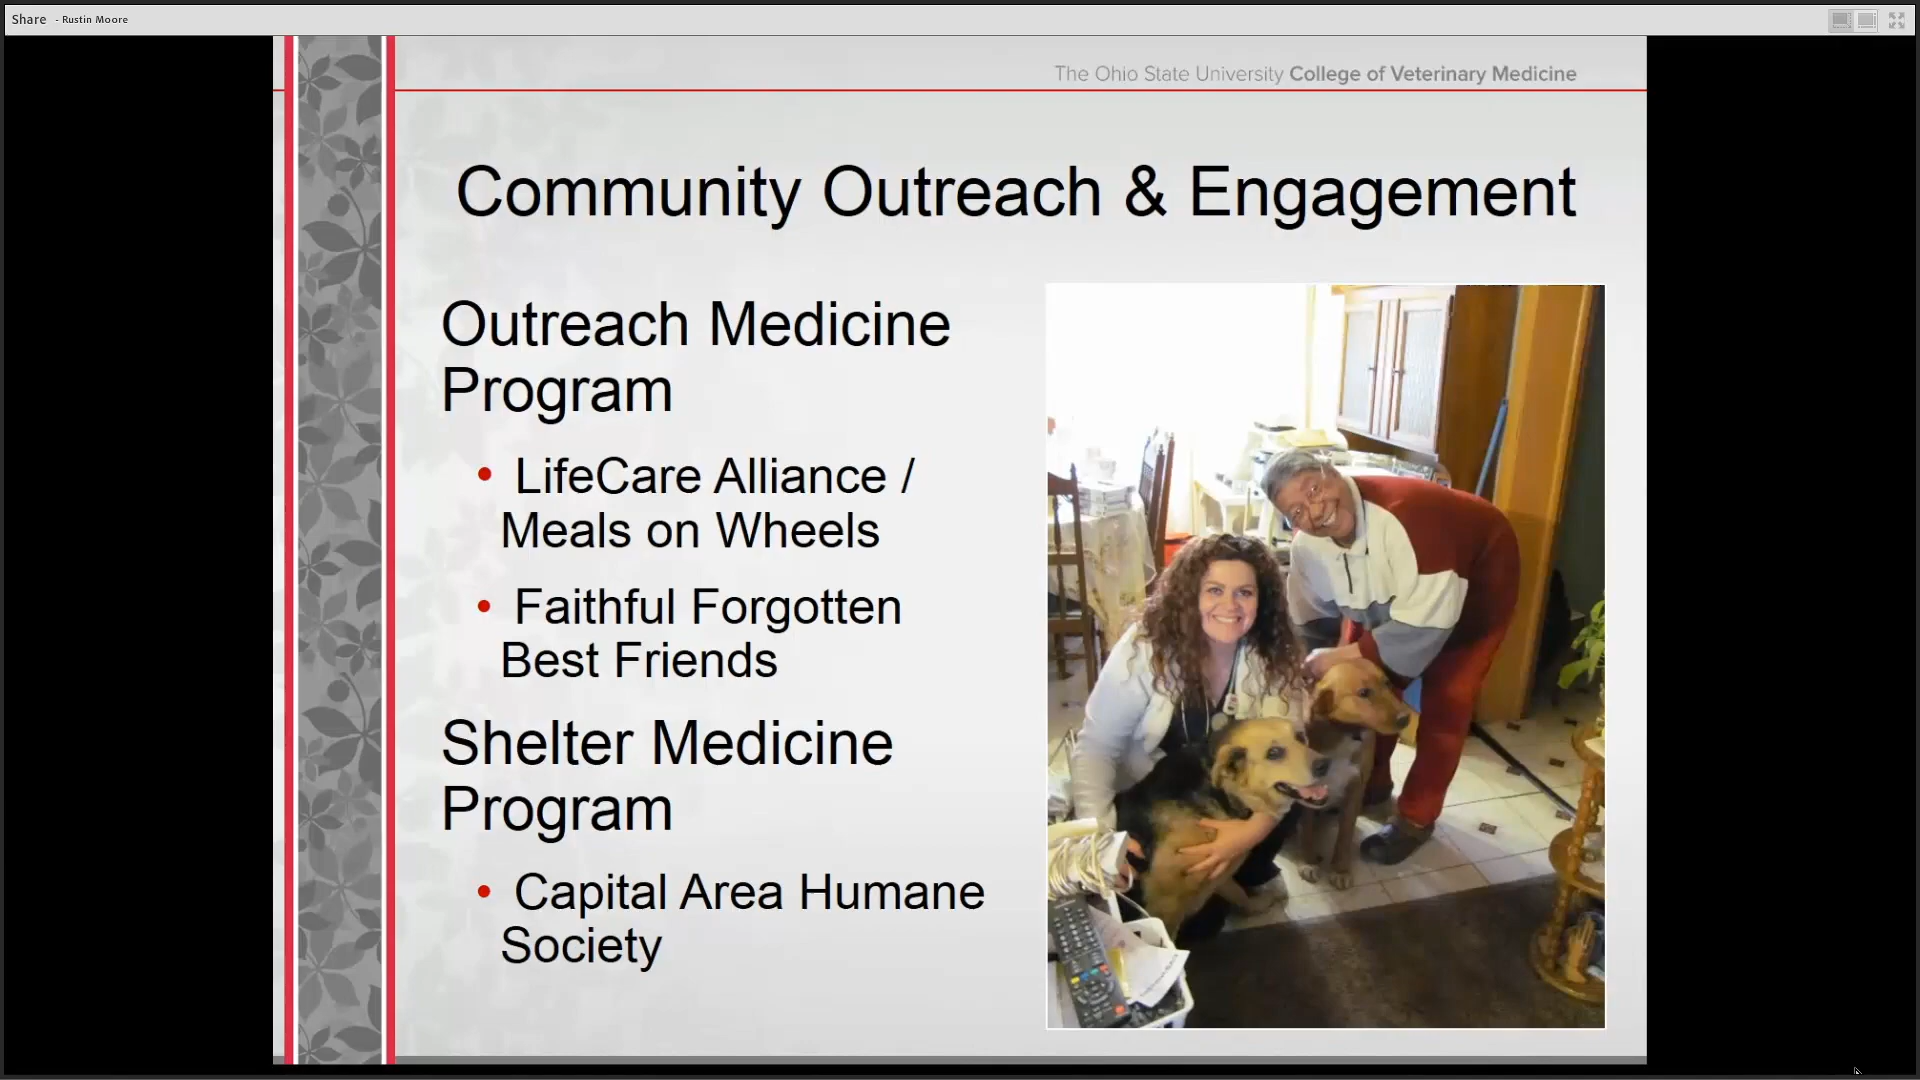 Share - Rustin Moore
The Ohio State University College of Veterinary Medicine
Community Outreach & Engagement
Outreach Medicine
Program
• LifeCare Alliance /
Meals on Wheels
• Faithful Forgotten
Best Friends
Shelter Medicine
Program
• Capital Area Humane
Society